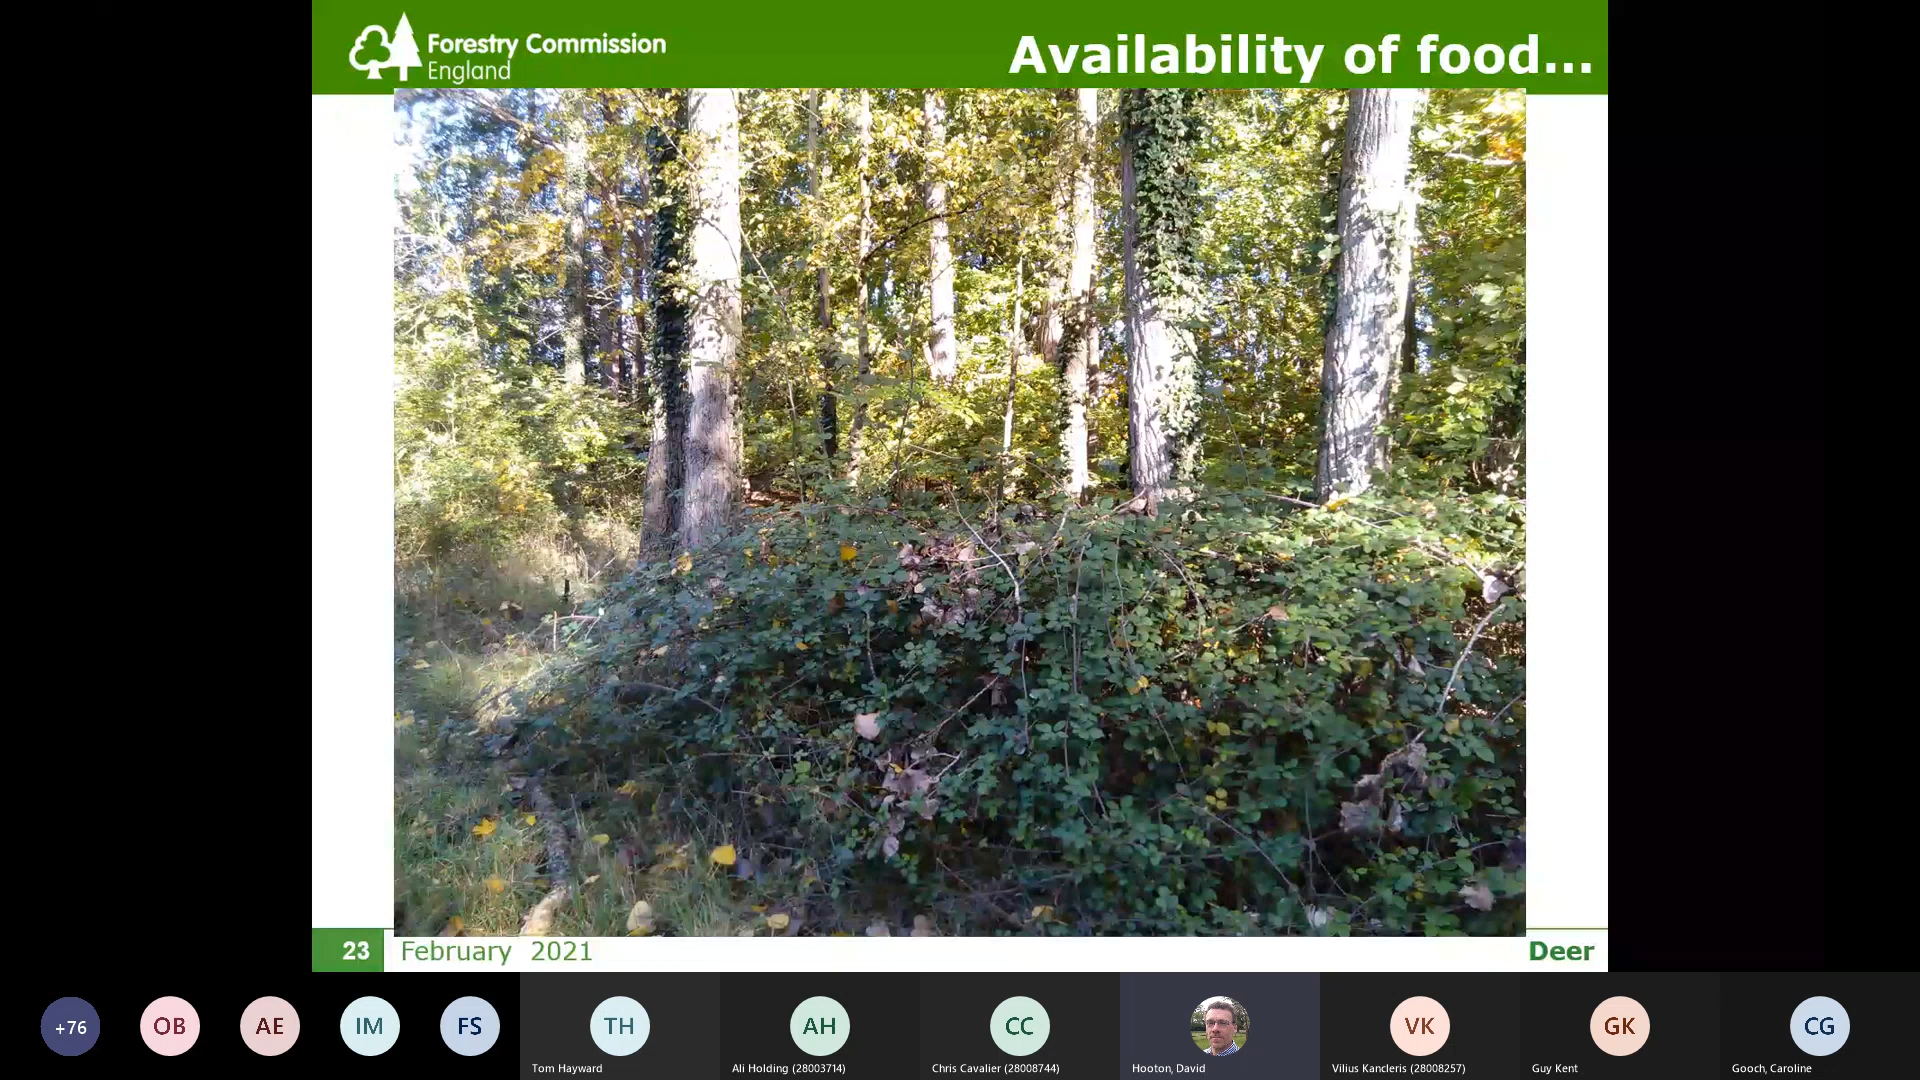 Forestry Commission
England
Availability of food...
23
February 2021
Deer
+76
OB
AE
IM
FS
TH
AH
CC
VK
GK
CG
Tom Hayward
Ali Holding (28003714)
Chris Cavalier (28008744)
Hooton, David
Vilius Kancleris (28008257)
Guy Kent
Gooch, Caroline